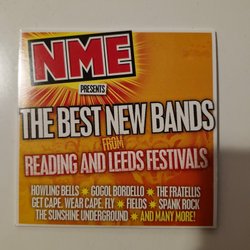 NME
PRESENTS
THE BEST NEW BANDS
FROM
READING AND LEEDS FESTIVALS
HOWLING BELLS ★ GOGOL BORDELLO ★ THE FRATELLIS
GET CAPE. WEAR CAPE. FLY ★ FIELDS ★ SPANK ROCK
THE SUNSHINE UNDERGROUND ★ AND MANY MORE!